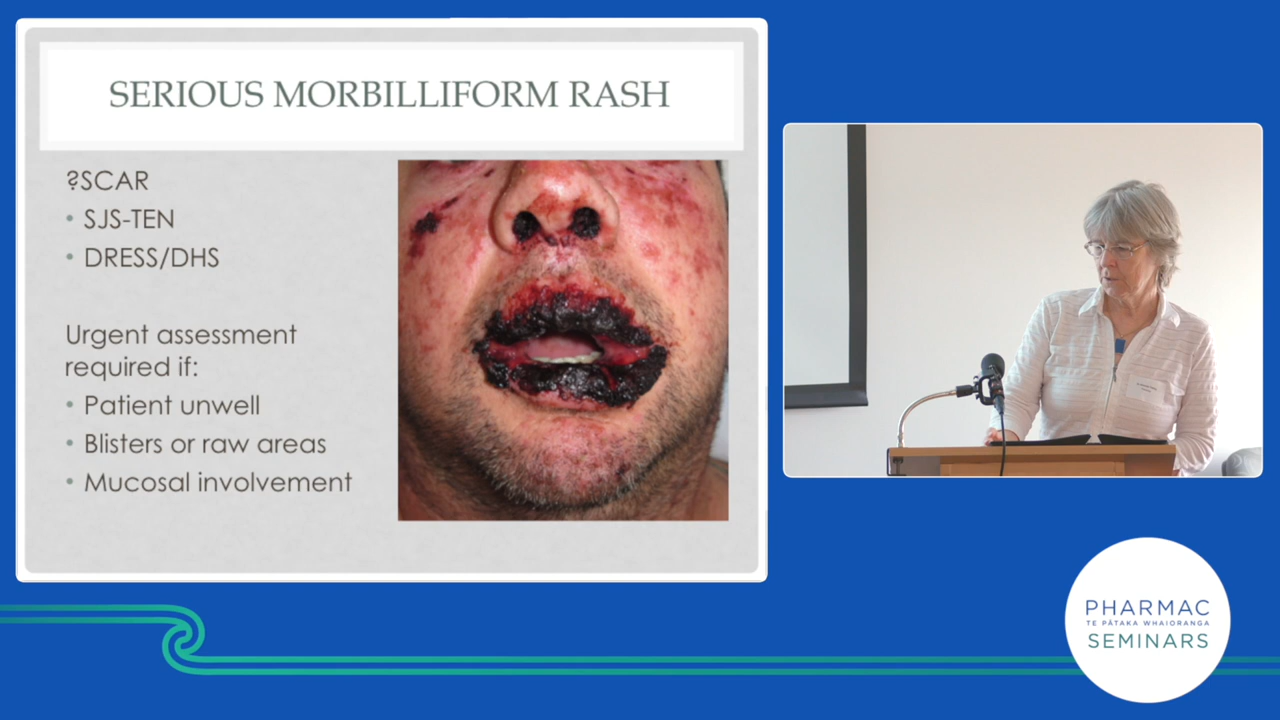 SERIOUS MORBILLIFORM RASH
?SCAR
• SJS-TEN
• DRESS/DHS
Urgent assessment
required if:
• Patient unwell
• Blisters or raw areas
• Mucosal involvement
PHARMAC
TE PĀTAKA WHAIORANGA
SEMINARS